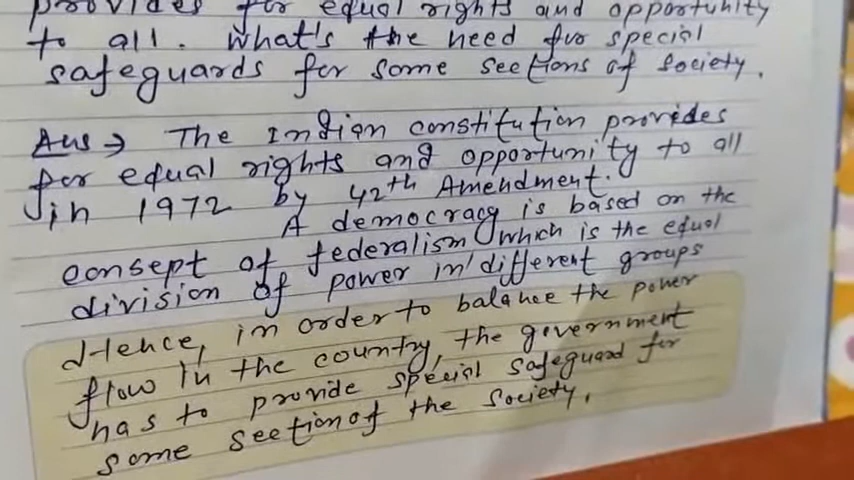 provides for equal rights and opportunity
to all. What's the need for special
safeguards for some sections of society.
Ans → The Indian constitution provides
for equal rights and opportunity to all
in 1972 by 42th Amendment.
A democracy is based on the
consept of federalism which is the equal
division of power in different groups
Hence, in order to balance the power
flow in the country, the government
has to provide special safeguard for
some section of the society.